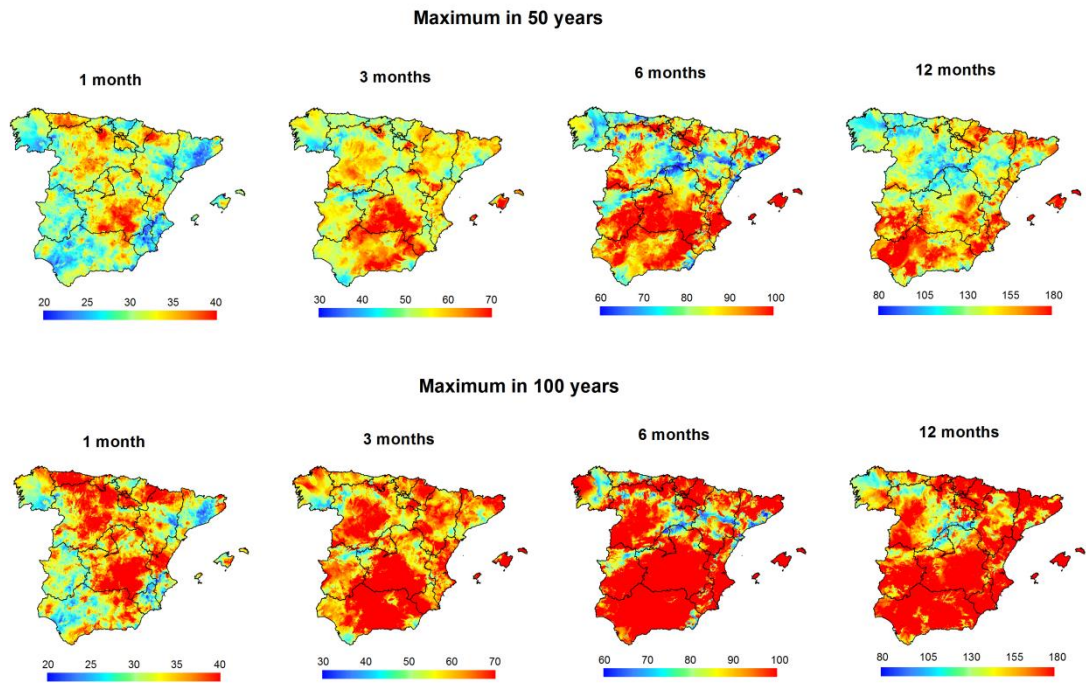 Maximum in 50 years
1 month
3 months
6 months
12 months
20 25 30 35 40
30 40 50 60 70
60 70 80 90 100
80 105 130 155 180
Maximum in 100 years
1 month
3 months
6 months
12 months
20 25 30 35 40
30 40 50 60 70
60 70 80 90 100
80 105 130 155 180